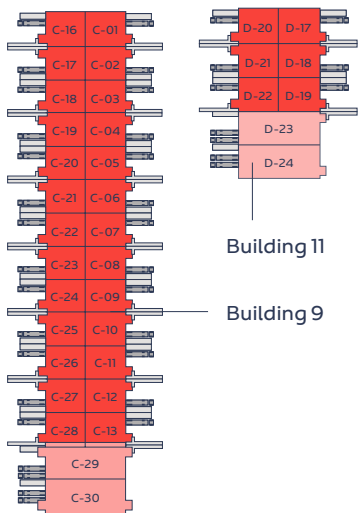 C-16 C-01 D-20 D-17
C-17 C-02 D-21 D-18
C-18 C-03 D-22 D-19
C-19 C-04 D-23
C-20 C-05 D-24
C-21 C-06
C-22 C-07 Building 11
C-23 C-08
C-24 C-09 Building 9
C-25 C-10
C-26 C-11
C-27 C-12
C-28 C-13
C-29
C-30